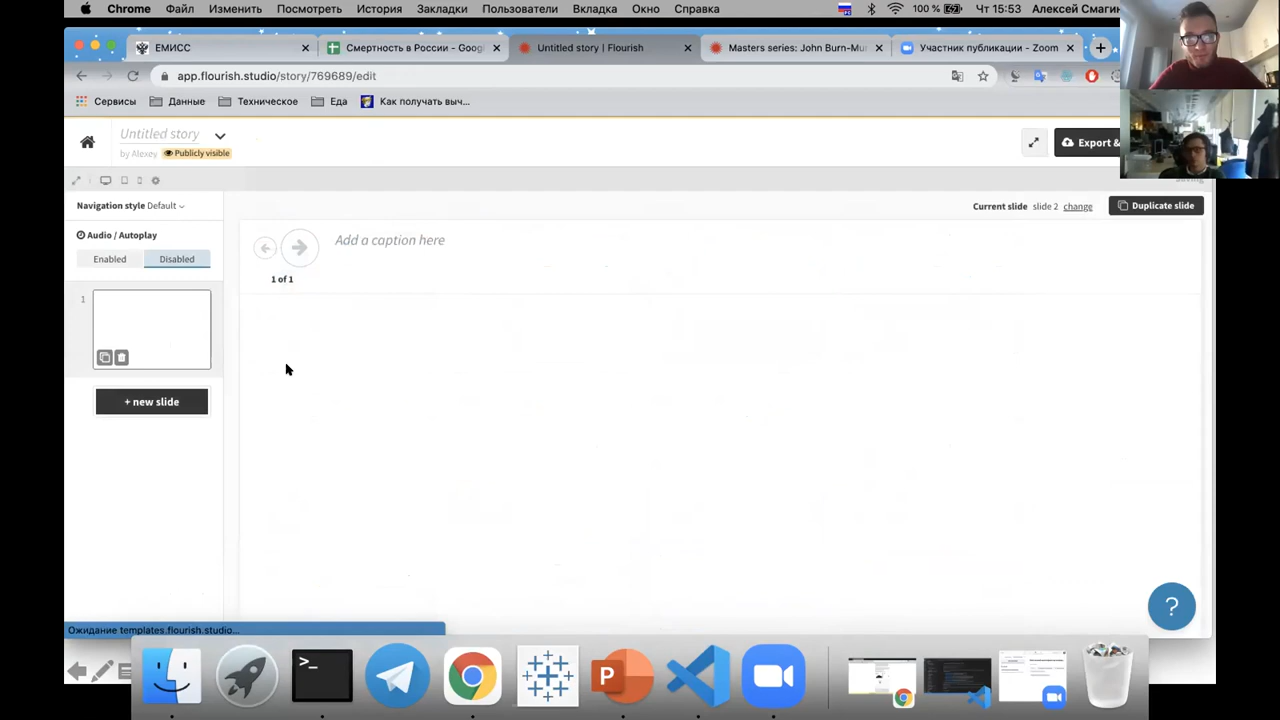 Chrome Файл Изменить Посмотреть История Закладки Пользователи Вкладка Окно Справка 100 % Чт 15:53 Алексей Смагин
ЕМИСС
Смертность в России - Googl
Untitled story | Flourish
Masters series: John Burn-Mur
Участник публикации - Zoom
app.flourish.studio/story/769689/edit
Сервисы Данные Техническое Еда Как получать выч...
Untitled story
by Alexey Publicly visible
Export &
Navigation style Default
Current slide slide 2 change
Duplicate slide
Audio / Autoplay
Enabled Disabled
Add a caption here
1 of 1
1
+ new slide
?
Ожидание templates.flourish.studio...
>_
P